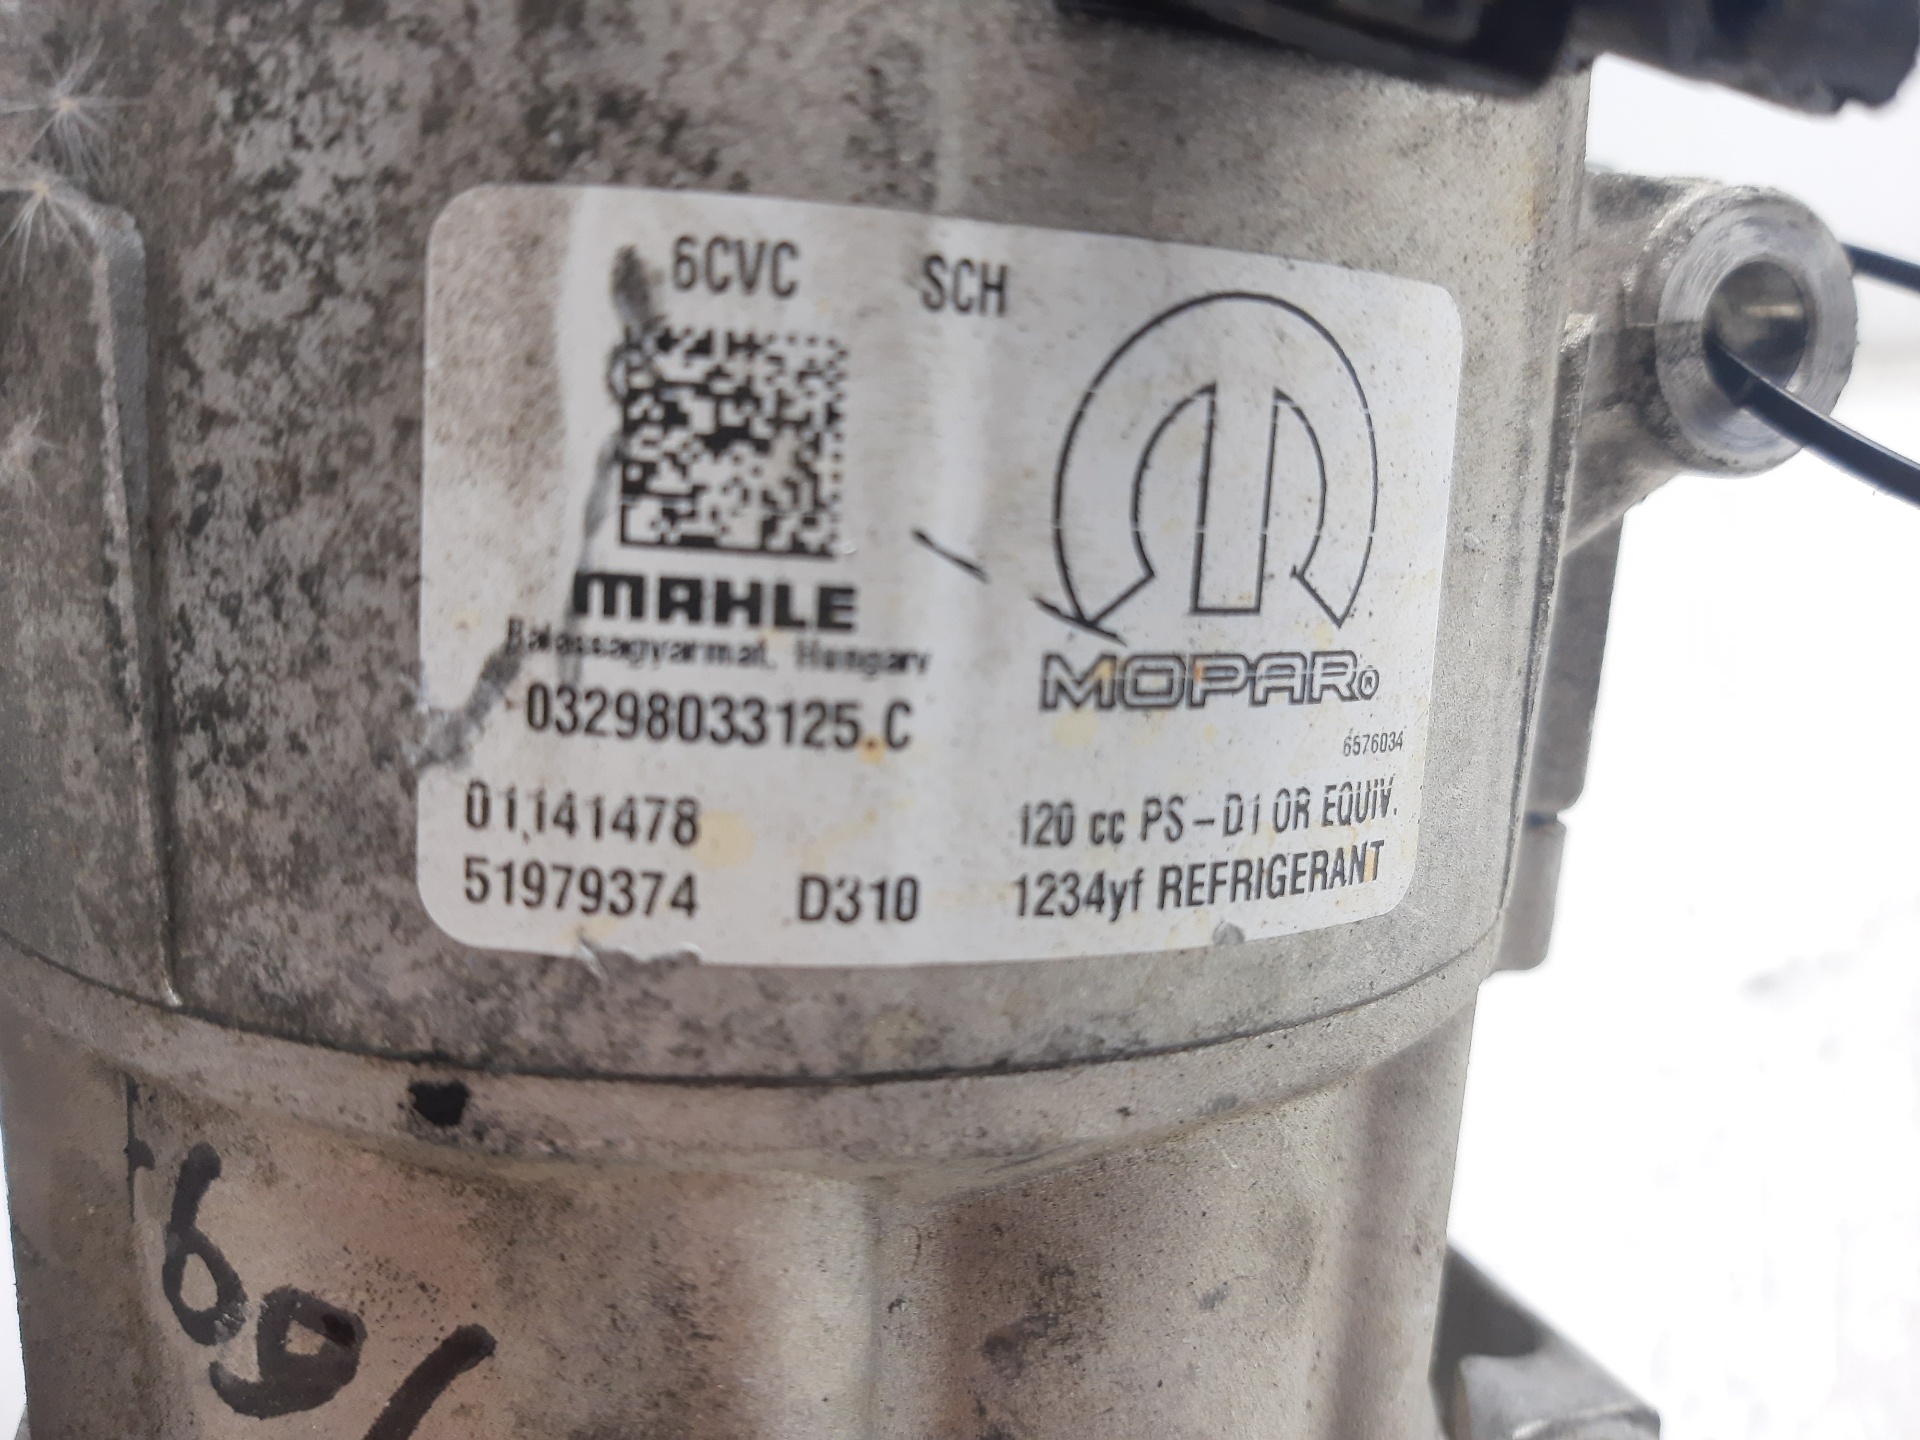 6CVC SCH
MAHLE
Balassagyarmat, Hungary
03298033125.C
MOPAR®
6576034
01141478
120 cc PS-D1 OR EQUIV.
51979374 D310 1234yf REFRIGERANT